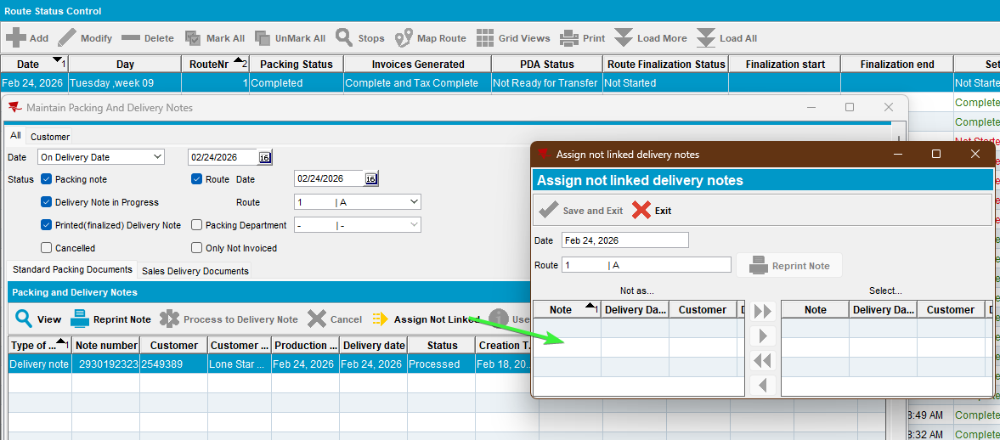 Route Status Control
Add Modify Delete Mark All UnMark All Stops Map Route Grid Views Print Load More Load All
Date 1 Day RouteNr 2 Packing Status Invoices Generated PDA Status Route Finalization Status Finalization start Finalization end Set
Feb 24, 2026 Tuesday ,week 09 1 Completed Complete and Tax Complete Not Ready for Transfer Not Started Not Starte
Maintain Packing And Delivery Notes
Complete
Complete
Not Starte
All Customer
Date On Delivery Date 02/24/2026 16
Status Packing note Route Date 02/24/2026 16
Delivery Note in Progress Route 1 | A
Printed(finalized) Delivery Note Packing Department - | -
Cancelled Only Not Invoiced
Standard Packing Documents Sales Delivery Documents
Packing and Delivery Notes
View Reprint Note Process to Delivery Note Cancel Assign Not Linked Use
Type of ... 1 Note number Customer Customer ... Production ... Delivery date Status Creation T...
Delivery note 2930192323 2549389 Lone Star ... Feb 24, 2026 Feb 24, 2026 Processed Feb 18, 20...
Assign not linked delivery notes
Assign not linked delivery notes
Save and Exit Exit
Date Feb 24, 2026
Route 1 | A Reprint Note
Not as... Select...
Note 1 Delivery Da... Customer Note Delivery Da... Customer
8:49 AM Complete
8:32 AM Complete